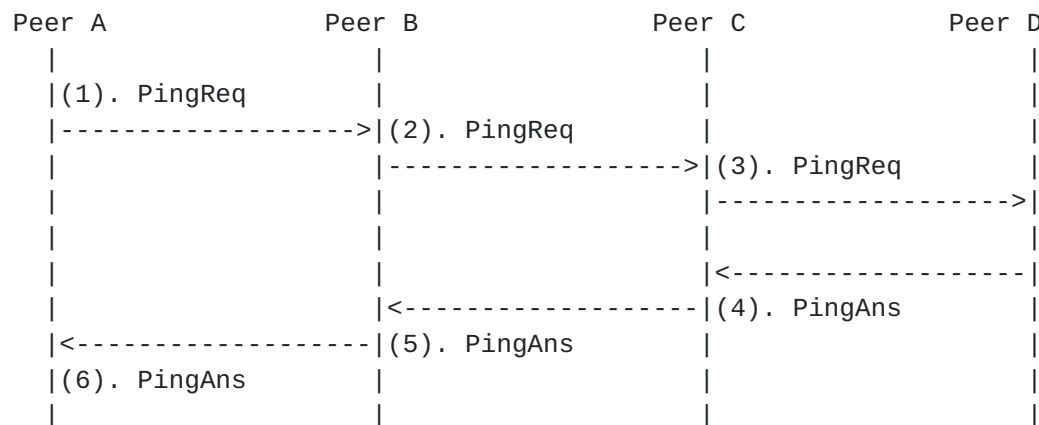 Peer A Peer B Peer C Peer D
(1). PingReq
(2). PingReq
(3). PingReq
(4). PingAns
(5). PingAns
(6). PingAns